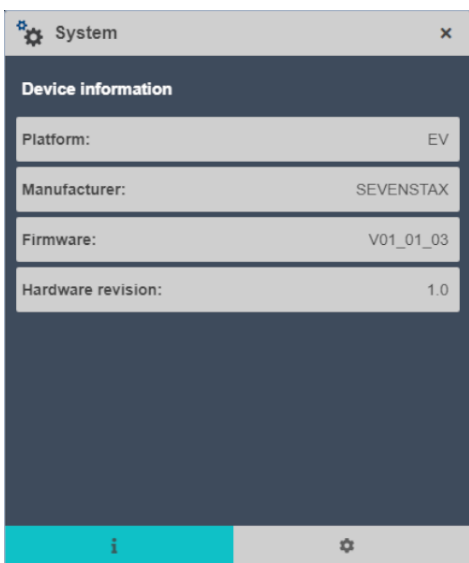 System ×
Device information
Platform: EV
Manufacturer: SEVENSTAX
Firmware: V01_01_03
Hardware revision: 1.0
i